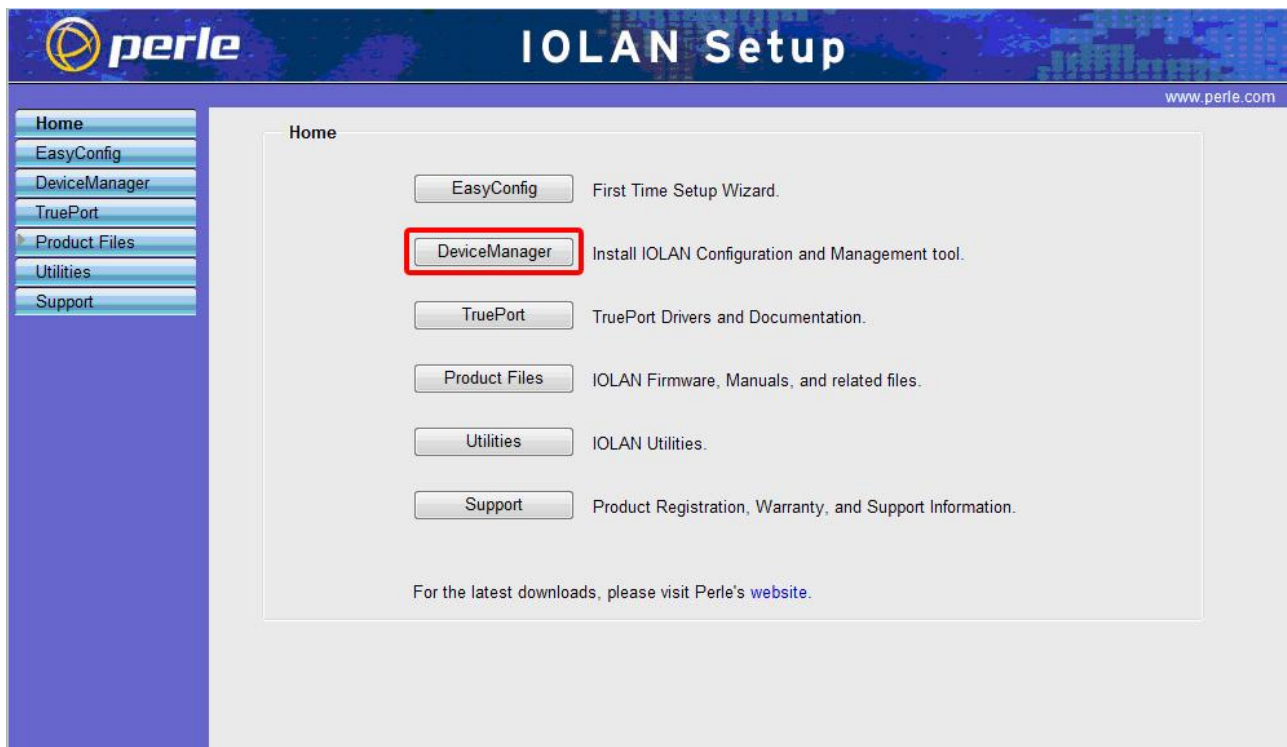 perle
IOLAN Setup
www.perle.com
Home
EasyConfig
DeviceManager
TruePort
Product Files
Utilities
Support
Home
EasyConfig First Time Setup Wizard.
DeviceManager Install IOLAN Configuration and Management tool.
TruePort TruePort Drivers and Documentation.
Product Files IOLAN Firmware, Manuals, and related files.
Utilities IOLAN Utilities.
Support Product Registration, Warranty, and Support Information.
For the latest downloads, please visit Perle's website.